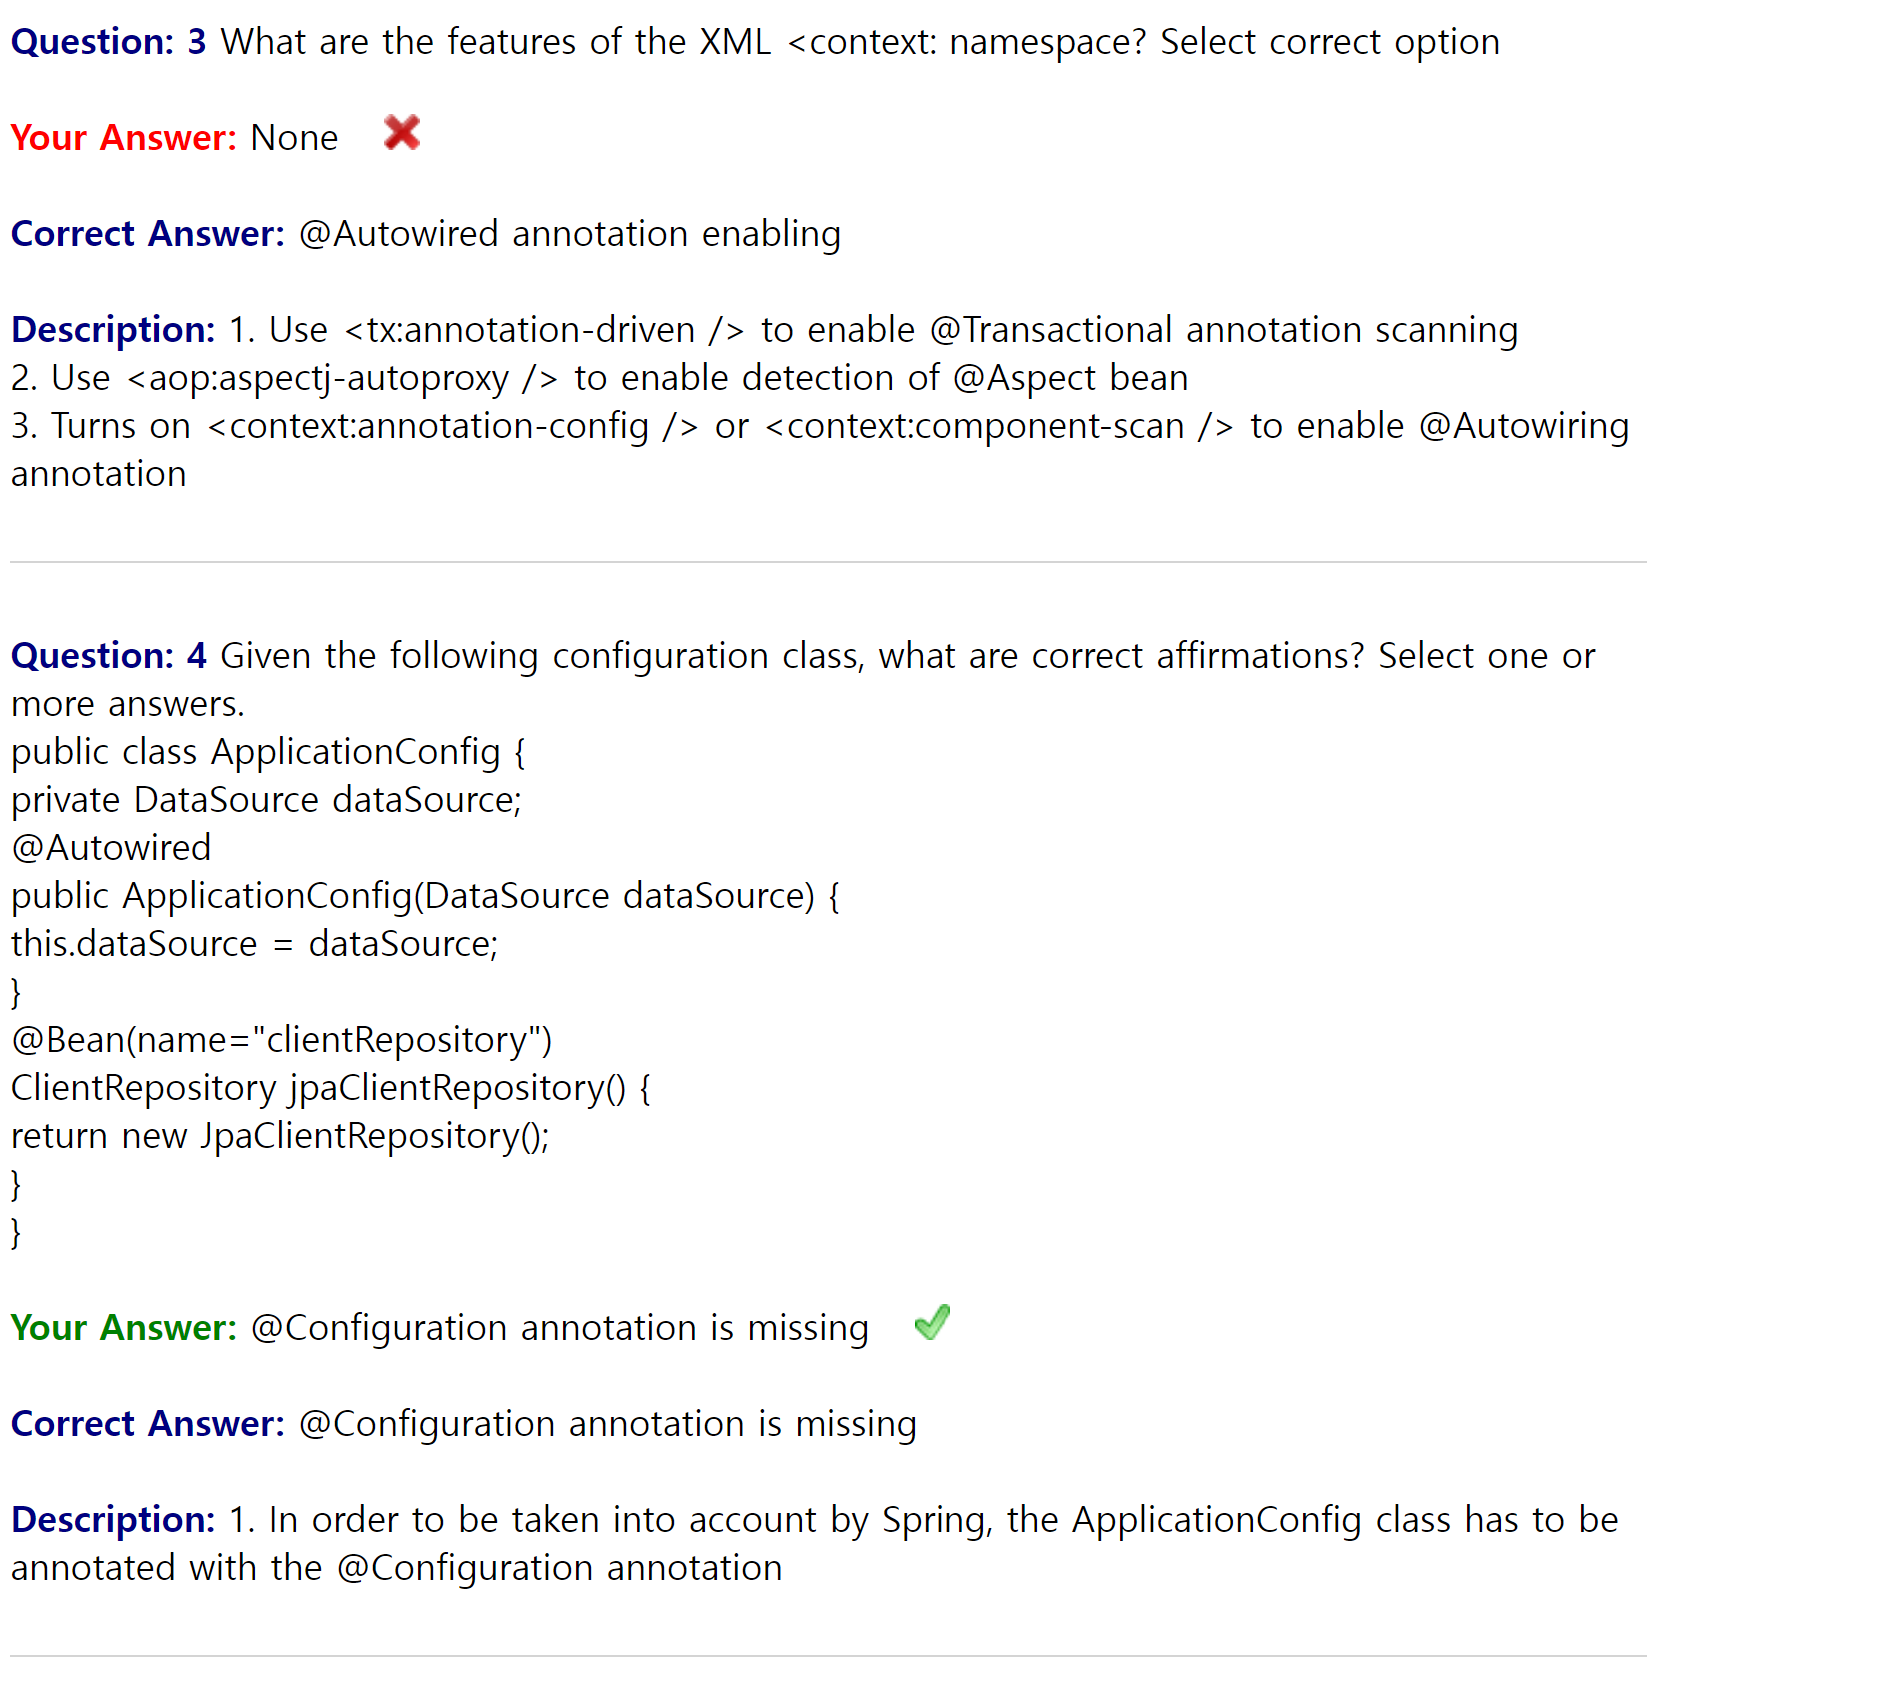 Question: 3 What are the features of the XML <context: namespace? Select correct option
Your Answer: None
Correct Answer: @Autowired annotation enabling
Description: 1. Use <tx:annotation-driven /> to enable @Transactional annotation scanning
2. Use <aop:aspectj-autoproxy /> to enable detection of @Aspect bean
3. Turns on <context:annotation-config /> or <context:component-scan /> to enable @Autowiring
annotation
Question: 4 Given the following configuration class, what are correct affirmations? Select one or
more answers.
public class ApplicationConfig {
private DataSource dataSource;
@Autowired
public ApplicationConfig(DataSource dataSource) {
this.dataSource = dataSource;
}
@Bean(name="clientRepository")
ClientRepository jpaClientRepository() {
return new JpaClientRepository();
}
}
Your Answer: @Configuration annotation is missing
Correct Answer: @Configuration annotation is missing
Description: 1. In order to be taken into account by Spring, the ApplicationConfig class has to be
annotated with the @Configuration annotation